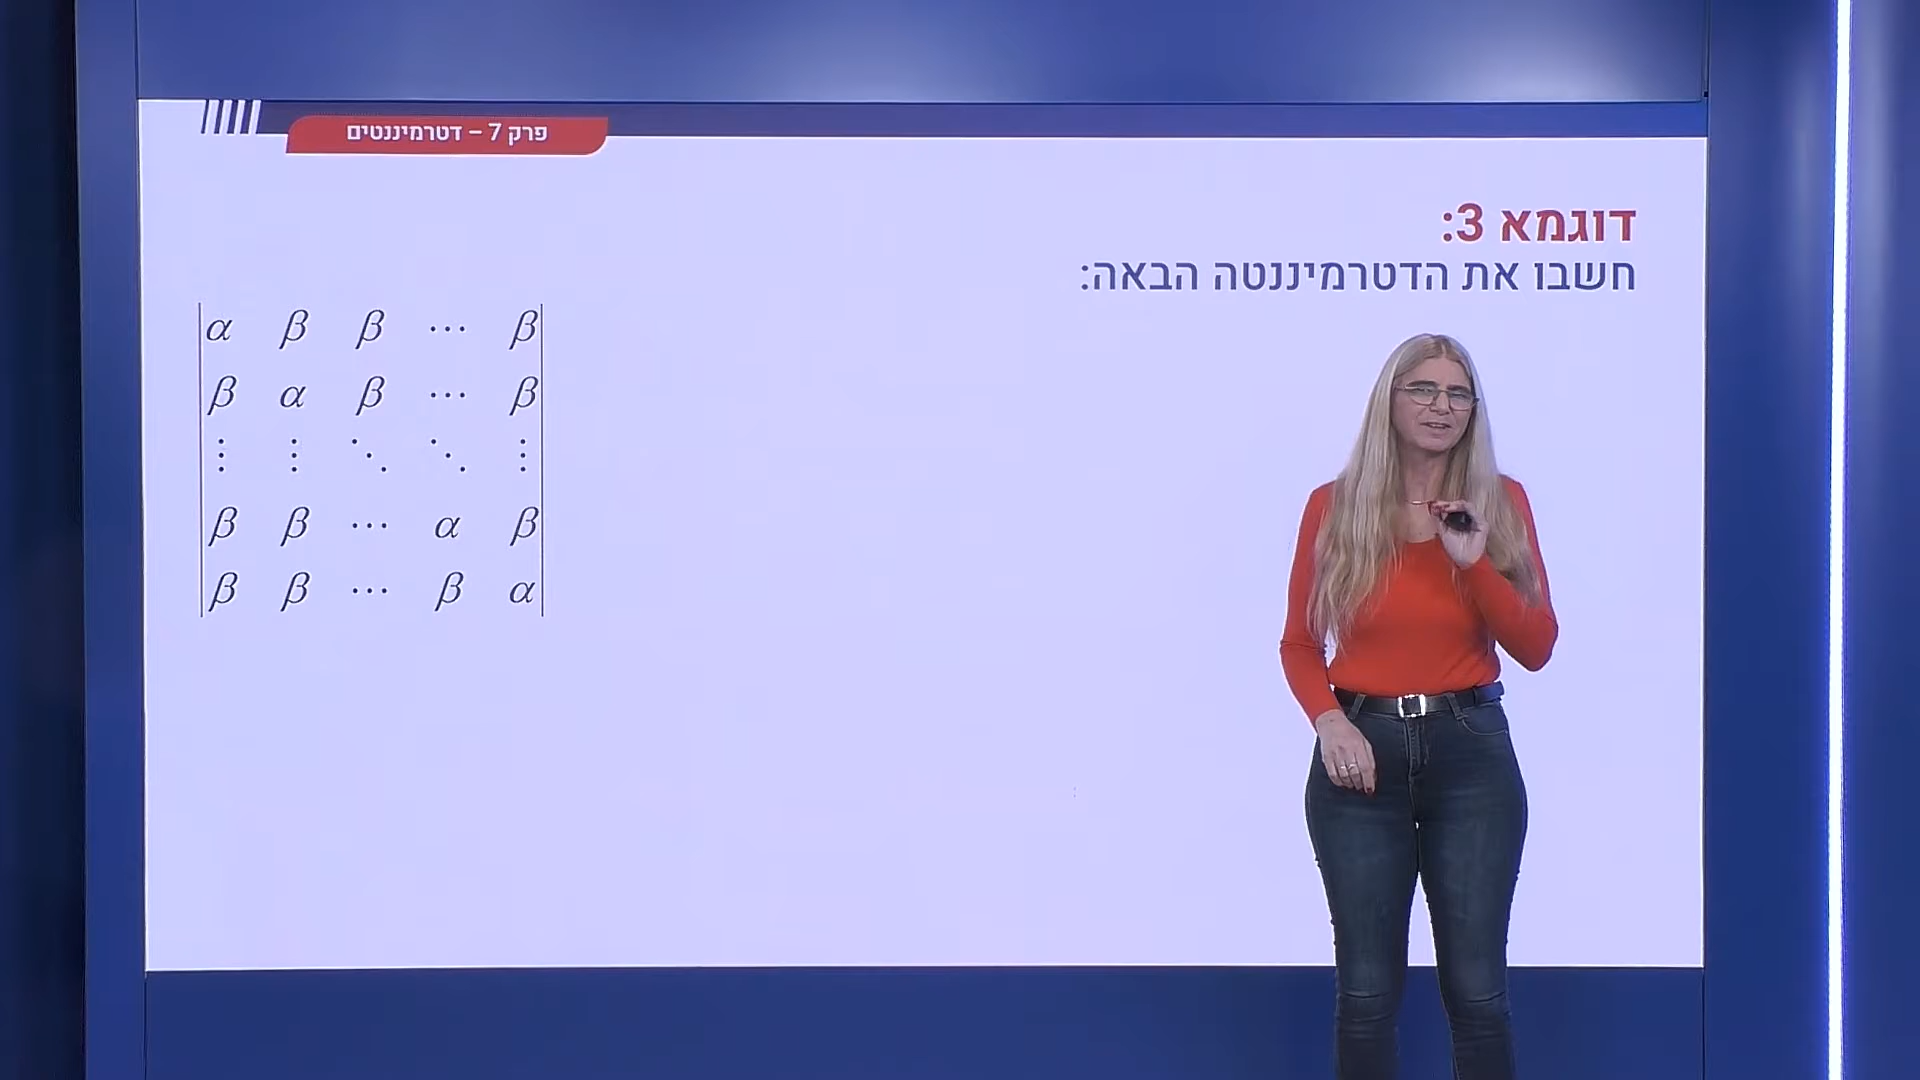 פרק 7 – דטרמיננטים
דוגמא 3:
חשבו את הדטרמיננטה הבאה:
α β β ⋯ β
β α β ⋯ β
⋮ ⋮ ⋱ ⋱ ⋮
β β ⋯ α β
β β ⋯ β α